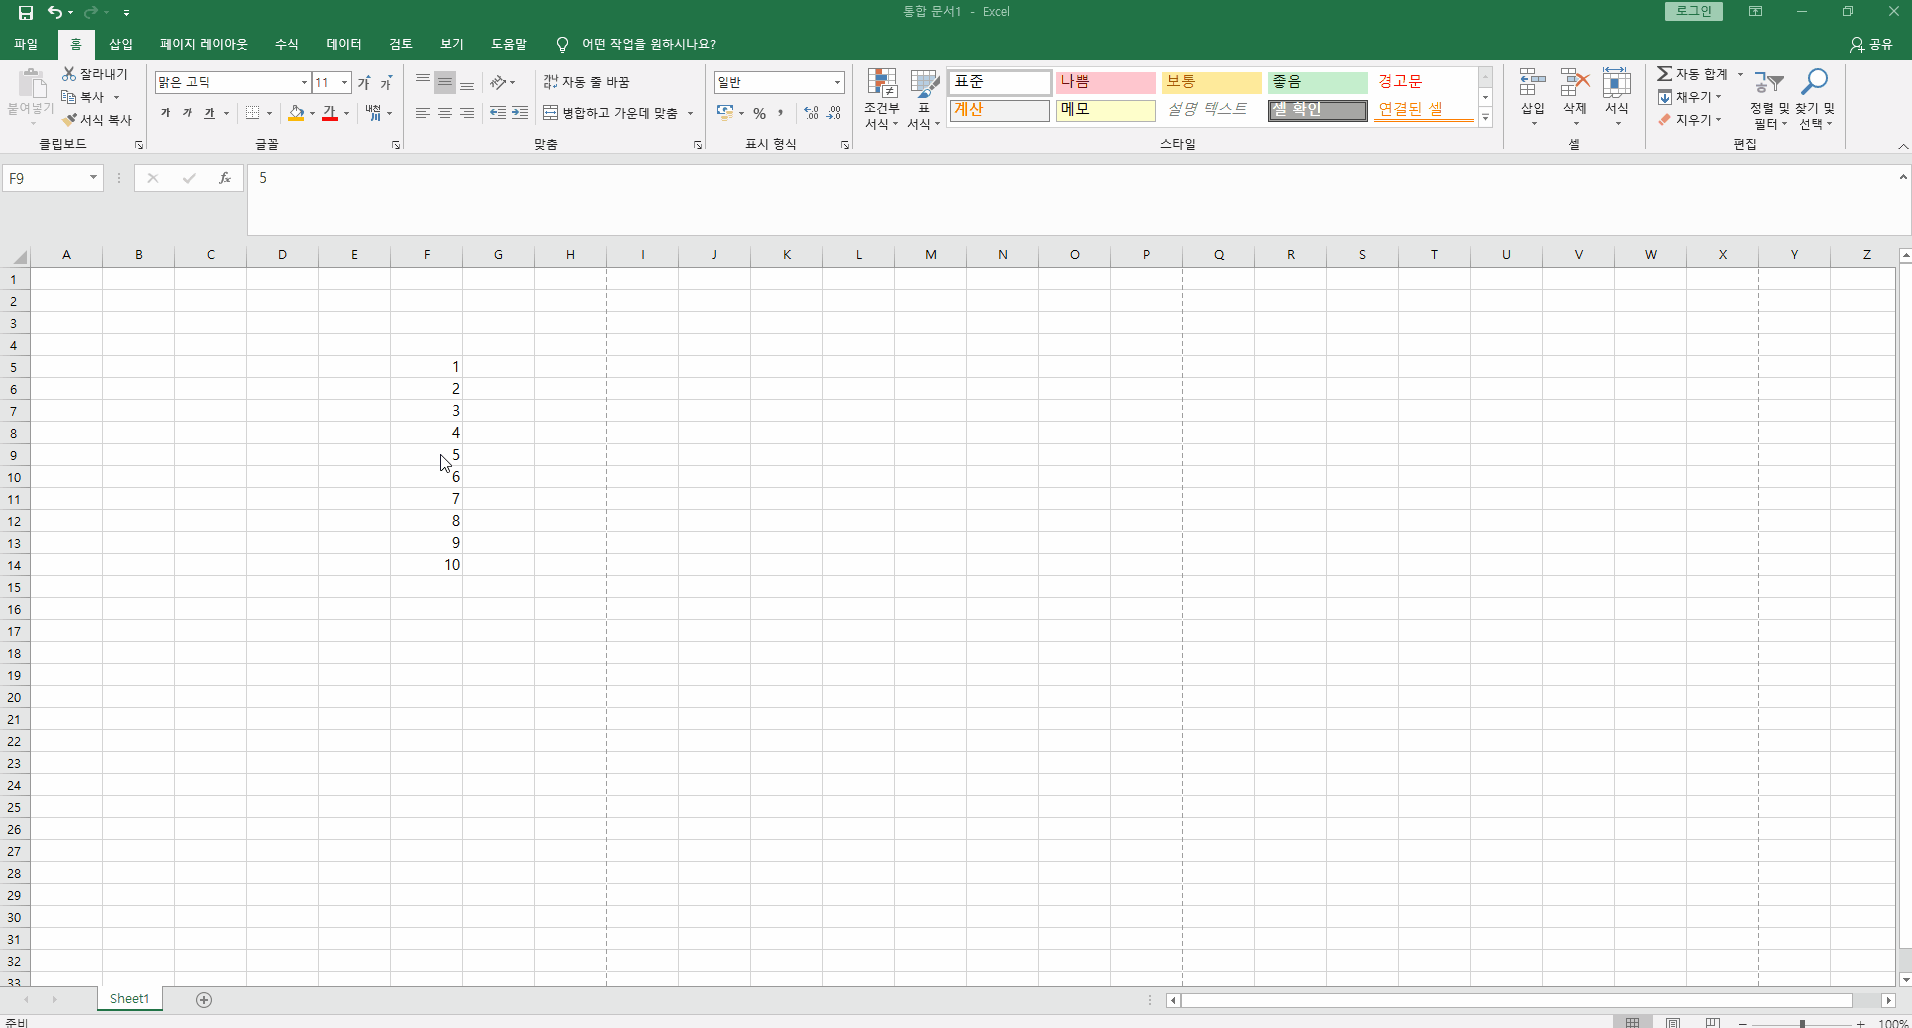 통합 문서1 - Excel
로그인
파일 홈 삽입 페이지 레이아웃 수식 데이터 검토 보기 도움말 어떤 작업을 원하시나요? 공유
붙여넣기
잘라내기
복사
서식 복사
클립보드
맑은 고딕 11 가 가
가 가 가 가 내천 川
글꼴
자동 줄 바꿈
병합하고 가운데 맞춤
맞춤
일반
% ,
표시 형식
조건부 서식
표 서식
표준 나쁨 보통 좋음 경고문
계산 메모 설명 텍스트 셀 확인 연결된 셀
스타일
삽입 삭제 서식
셀
자동 합계
채우기
지우기
정렬 및 필터
찾기 및 선택
편집
F9 fx 5
A B C D E F G H I J K L M N O P Q R S T U V W X Y Z
1
2
3
4
5 1
6 2
7 3
8 4
9 5
10 6
11 7
12 8
13 9
14 10
15
16
17
18
19
20
21
22
23
24
25
26
27
28
29
30
31
32
33
Sheet1
준비 100%